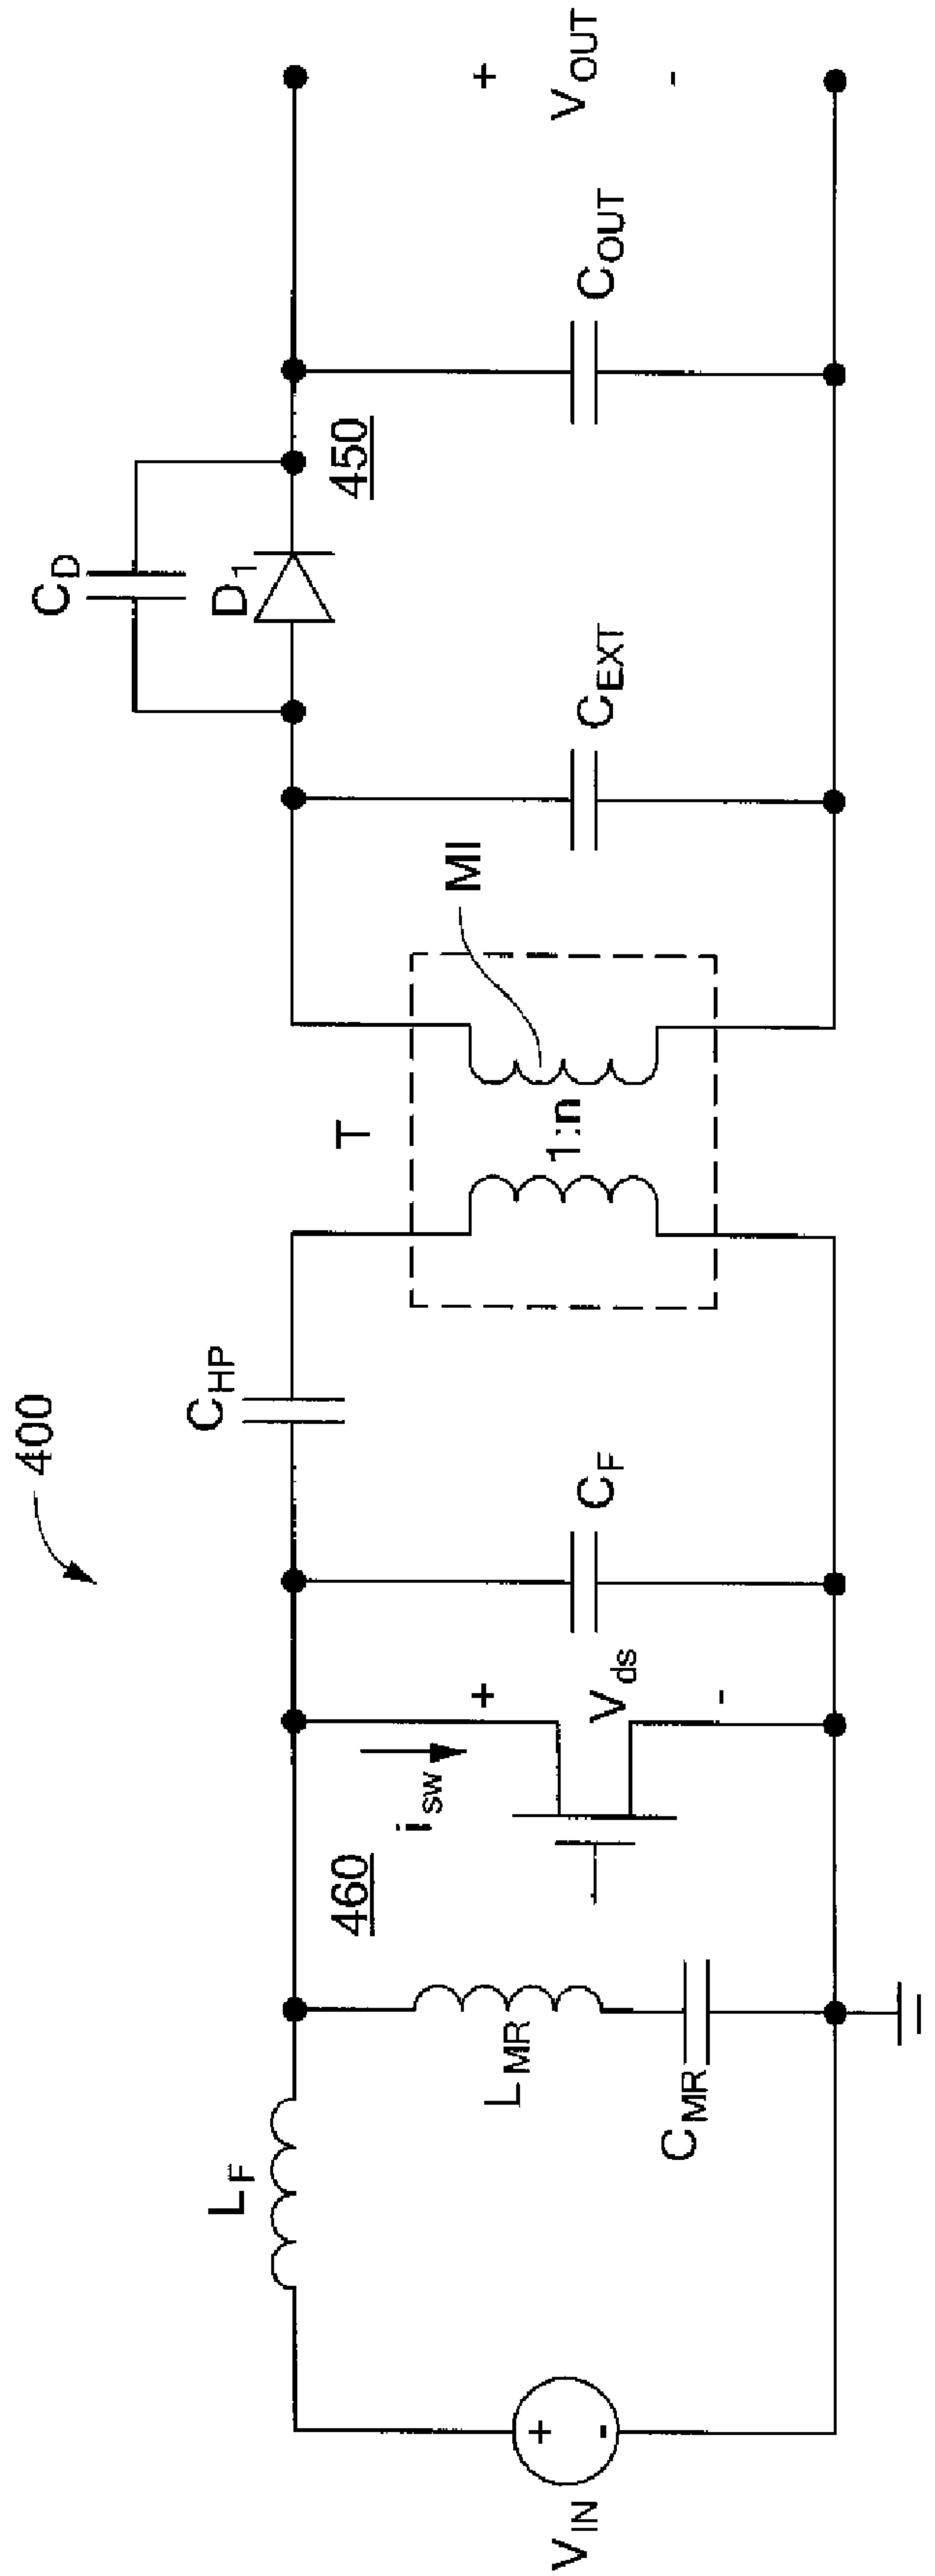 400
L_F
V_IN
+
-
L_MR
C_MR
460
i_SW
+
V_ds
-
C_F
C_HP
T
1:n
MI
C_EXT
C_D
D_1
450
C_OUT
+
V_OUT
-